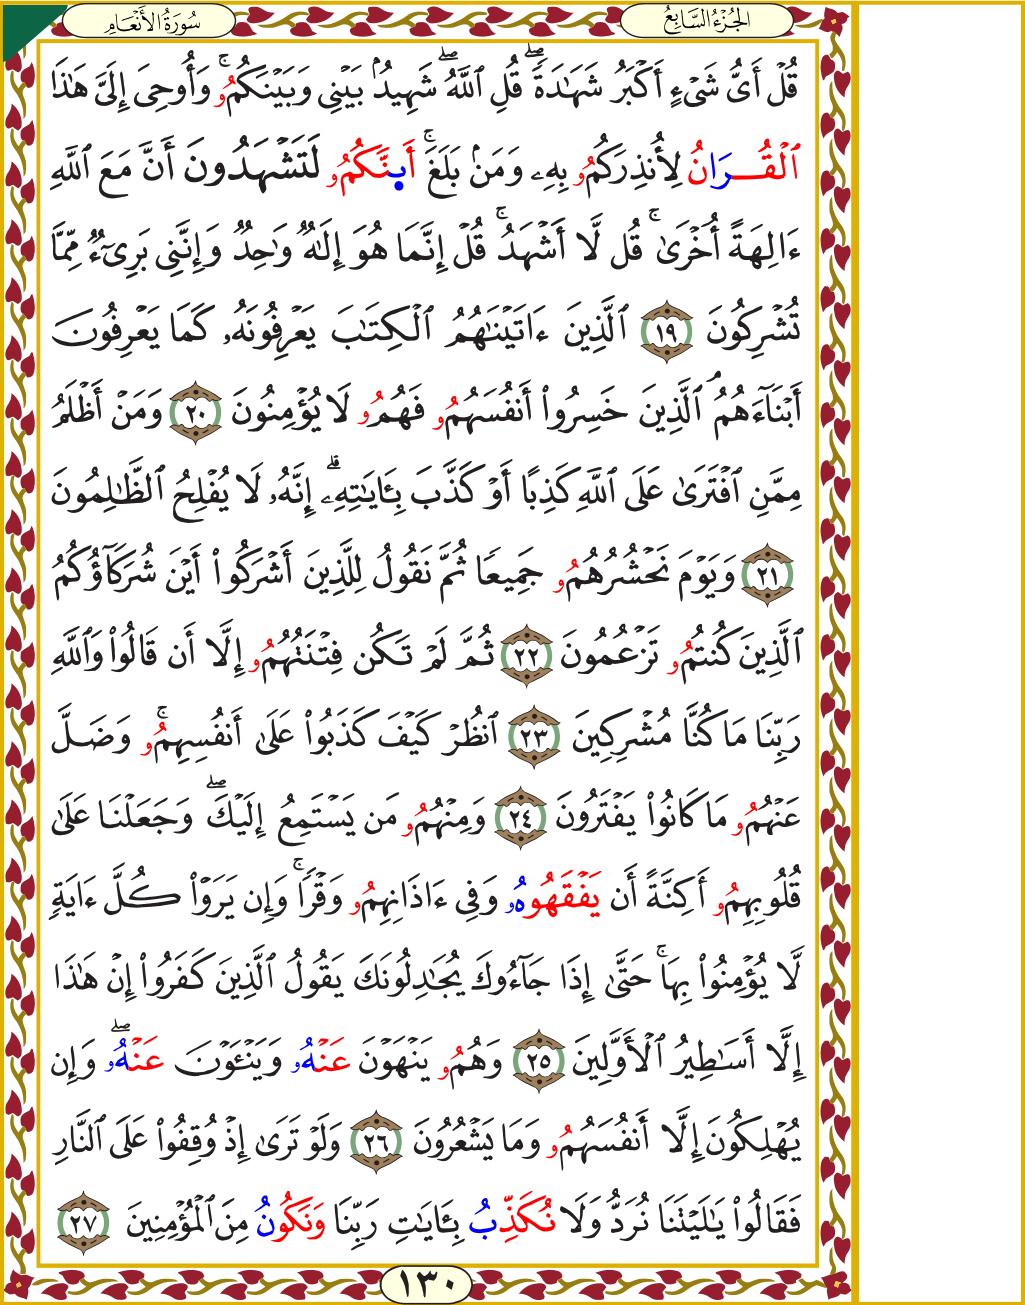 سُورَةُ الأَنْعَامِ
الجُزْءُ السَّابِعُ
قُلۡ أَيُّ شَيۡءٍ أَكۡبَرُ شَهَٰدَةٗۖ قُلِ ٱللَّهُۖ شَهِيدُۢ بَيۡنِي وَبَيۡنَكُمُۥۚ وَأُوحِيَ إِلَيَّ هَٰذَا
ٱلۡقُرَانُ لِأُنذِرَكُمُۥ بِهِۦ وَمَنۢ بَلَغَۚ أَىِٕنَّكُمُۥ لَتَشۡهَدُونَ أَنَّ مَعَ ٱللَّهِ
ءَالِهَةً أُخۡرَىٰۚ قُل لَّا أَشۡهَدُۚ قُلۡ إِنَّمَا هُوَ إِلَٰهٞ وَٰحِدٞ وَإِنَّنِي بَرِيٓءٞ مِّمَّا
تُشۡرِكُونَ ١٩ ٱلَّذِينَ ءَاتَيۡنَٰهُمُ ٱلۡكِتَٰبَ يَعۡرِفُونَهُۥ كَمَا يَعۡرِفُونَ
أَبۡنَآءَهُمُۘ ٱلَّذِينَ خَسِرُواْ أَنفُسَهُمُۥ فَهُمُۥ لَا يُؤۡمِنُونَ ٢٠ وَمَنۡ أَظۡلَمُ
مِمَّنِ ٱفۡتَرَىٰ عَلَى ٱللَّهِ كَذِبًا أَوۡ كَذَّبَ بِـَٔايَٰتِهِۦۗ إِنَّهُۥ لَا يُفۡلِحُ ٱلظَّٰلِمُونَ
٢١ وَيَوۡمَ نَحۡشُرُهُمُۥ جَمِيعٗا ثُمَّ نَقُولُ لِلَّذِينَ أَشۡرَكُواْ أَيۡنَ شُرَكَآؤُكُمُ
ٱلَّذِينَ كُنتُمُۥ تَزۡعُمُونَ ٢٢ ثُمَّ لَمۡ تَكُن فِتۡنَتَهُمُۥ إِلَّا أَن قَالُواْ وَٱللَّهِ
رَبِّنَا مَا كُنَّا مُشۡرِكِينَ ٢٣ ٱنظُرۡ كَيۡفَ كَذَبُواْ عَلَىٰ أَنفُسِهِمُۥۚ وَضَلَّ
عَنۡهُمُۥ مَا كَانُواْ يَفۡتَرُونَ ٢٤ وَمِنۡهُمُۥ مَن يَسۡتَمِعُ إِلَيۡكَۖ وَجَعَلۡنَا عَلَىٰ
قُلُوبِهِمُۥ أَكِنَّةً أَن يَفۡقَهُوهُۥ وَفِي ءَاذَانِهِمُۥ وَقۡرٗاۚ وَإِن يَرَوۡاْ كُلَّ ءَايَةٖ
لَّا يُؤۡمِنُواْ بِهَاۚ حَتَّىٰ إِذَا جَآءُوكَ يُجَٰدِلُونَكَ يَقُولُ ٱلَّذِينَ كَفَرُواْ إِنۡ هَٰذَا
إِلَّا أَسَٰطِيرُ ٱلۡأَوَّلِينَ ٢٥ وَهُمُۥ يَنۡهَوۡنَ عَنۡهُۥ وَيَنۡـَٔوۡنَ عَنۡهُۥۖ وَإِن
يُهۡلِكُونَ إِلَّا أَنفُسَهُمُۥ وَمَا يَشۡعُرُونَ ٢٦ وَلَوۡ تَرَىٰ إِذۡ وُقِفُواْ عَلَى ٱلنَّارِ
فَقَالُواْ يَٰلَيۡتَنَا نُرَدُّ وَلَا نُكَذِّبُ بِـَٔايَٰتِ رَبِّنَا وَنَكُونُ مِنَ ٱلۡمُؤۡمِنِينَ ٢٧
١٣٠